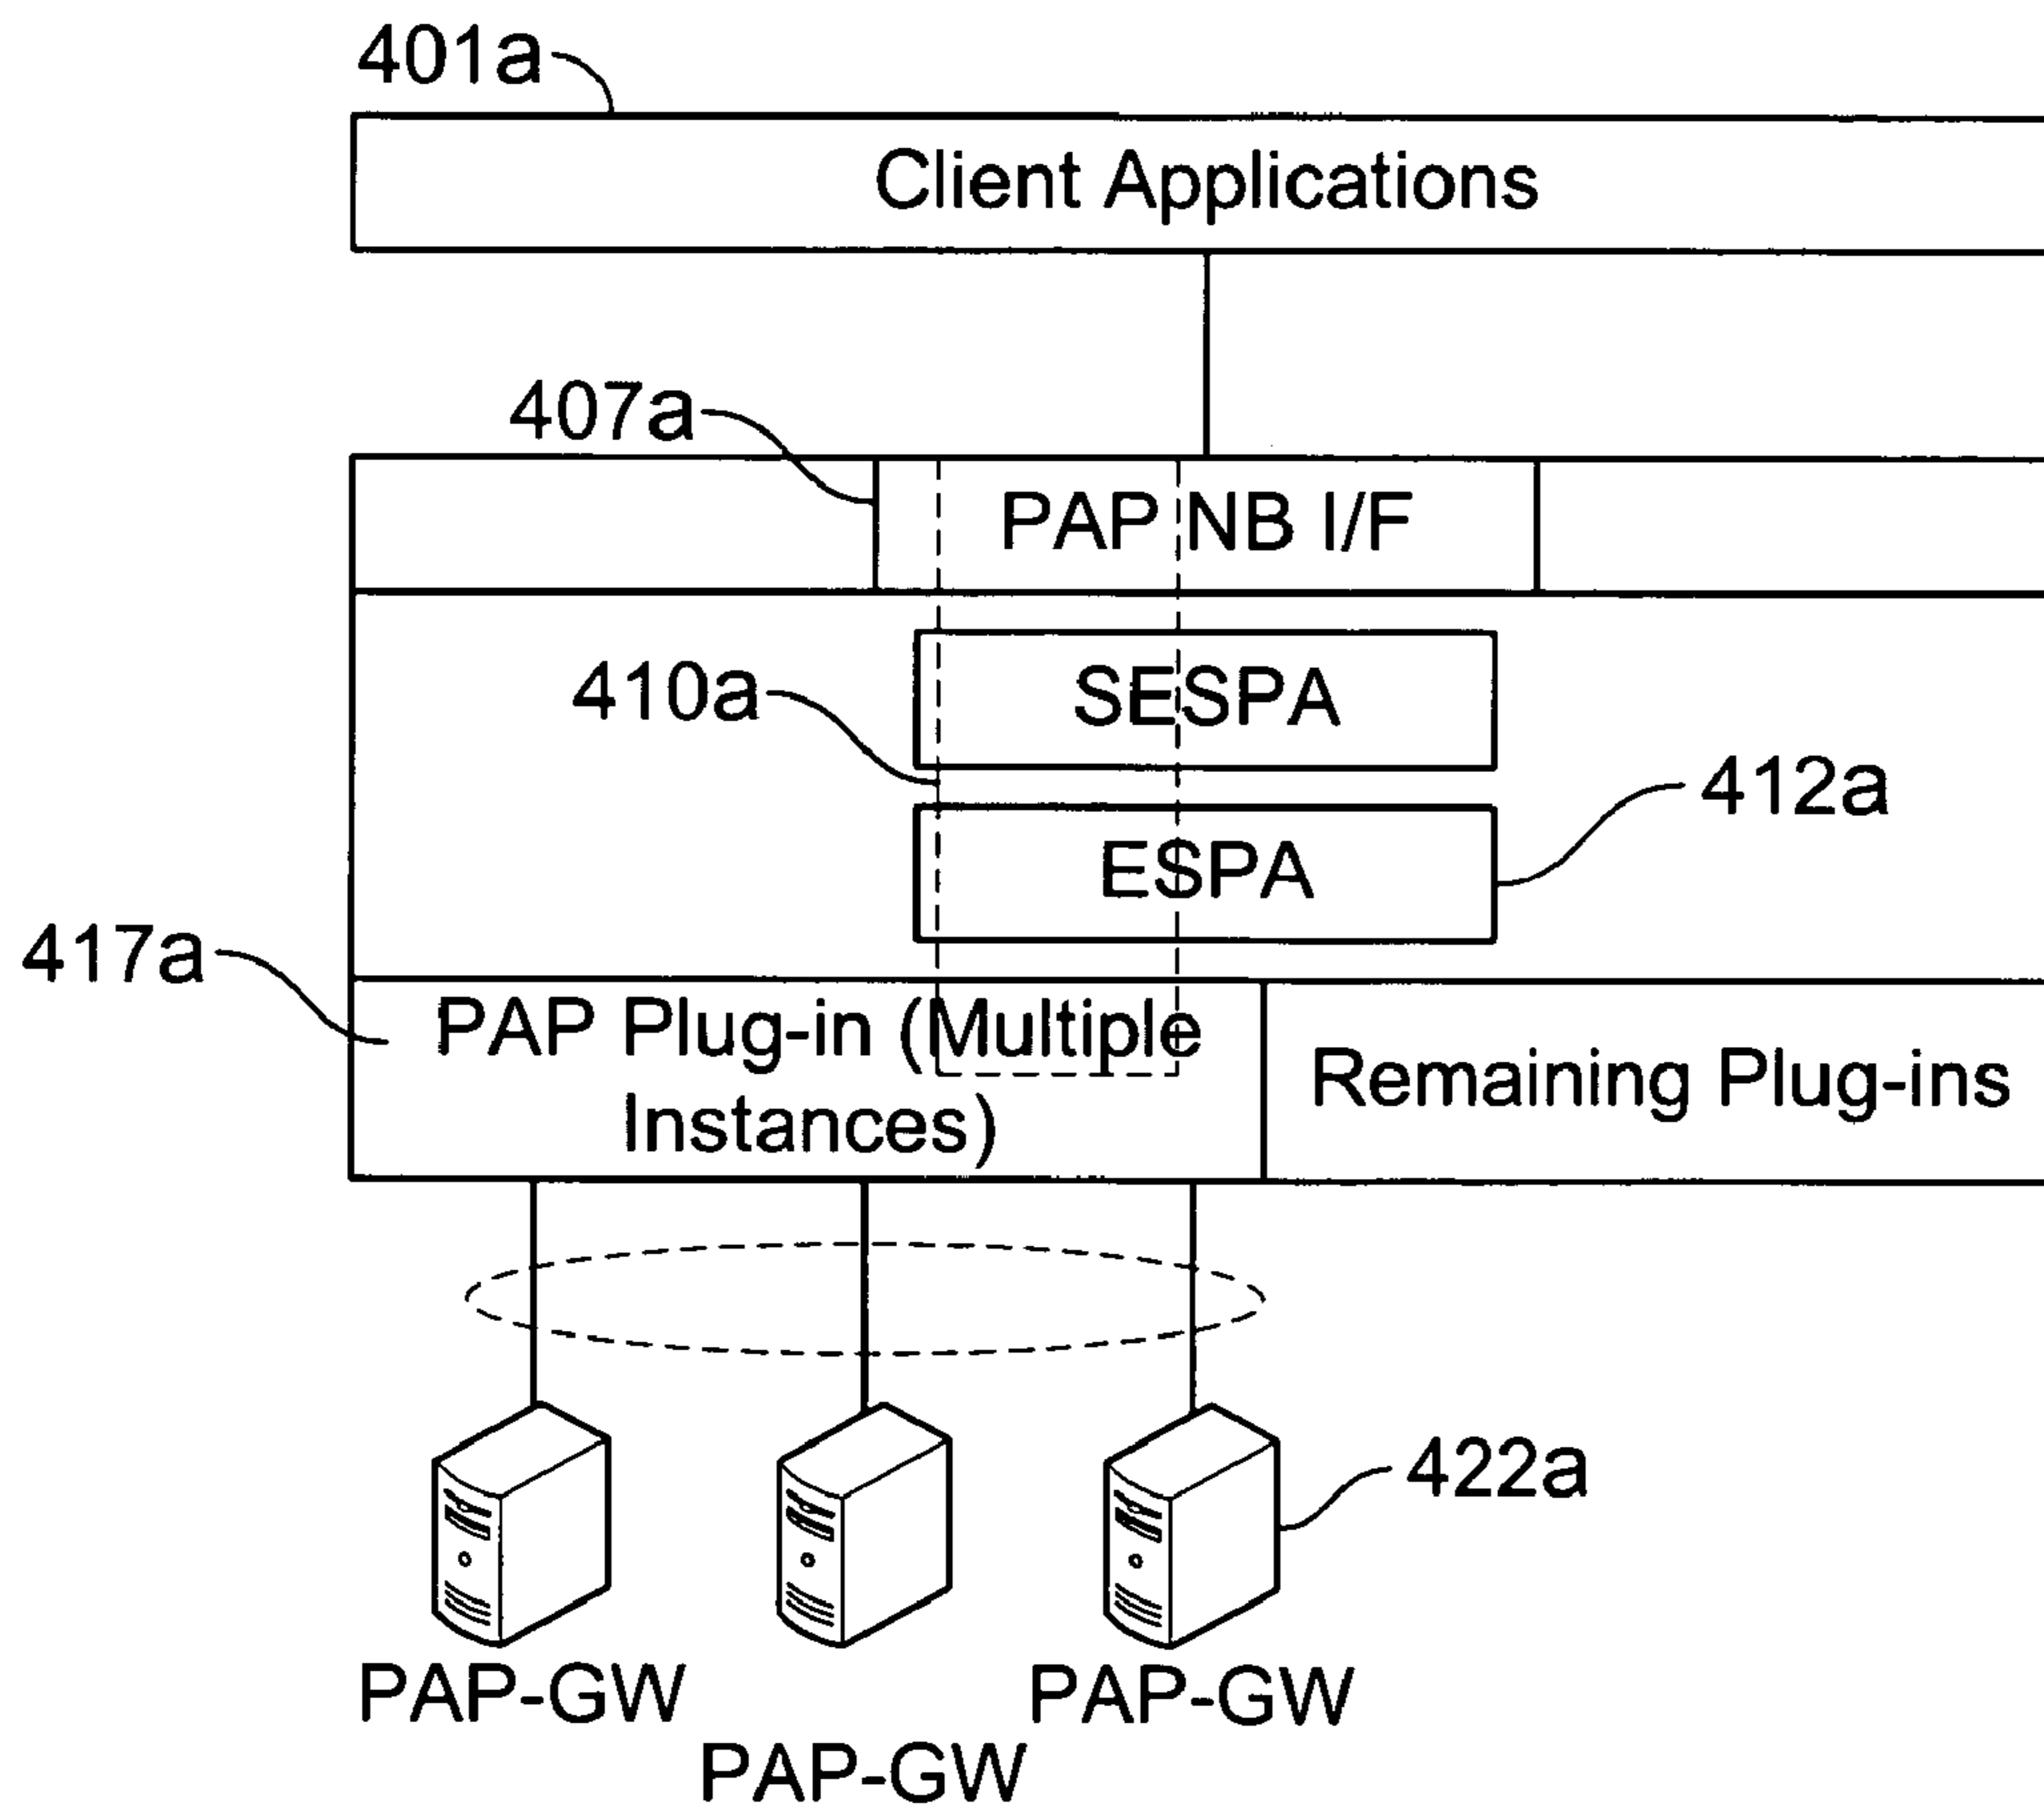 401a
Client Applications
407a
PAP NB I/F
410a
SESPA
412a
ESPA
417a
PAP Plug-in (Multiple
Instances)
Remaining Plug-ins
422a
PAP-GW
PAP-GW
PAP-GW